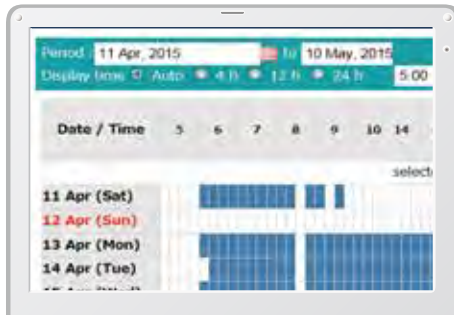 Period : 11 Apr, 2015 to 10 May, 2015
Display time Auto 4 h 12 h 24 h 5:00
Date / Time 5 6 7 8 9 10 14
11 Apr (Sat)
12 Apr (Sun)
13 Apr (Mon)
14 Apr (Tue)